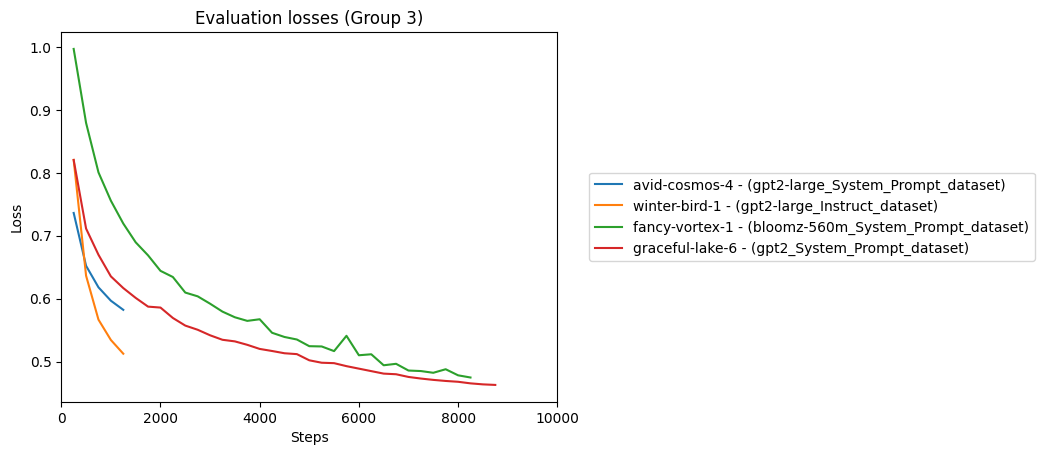 Evaluation losses (Group 3)
1.0
0.9
0.8
0.7
0.6
0.5
Loss
0
2000
4000
6000
8000
10000
Steps
avid-cosmos-4 - (gpt2-large_System_Prompt_dataset)
winter-bird-1 - (gpt2-large_Instruct_dataset)
fancy-vortex-1 - (bloomz-560m_System_Prompt_dataset)
graceful-lake-6 - (gpt2_System_Prompt_dataset)